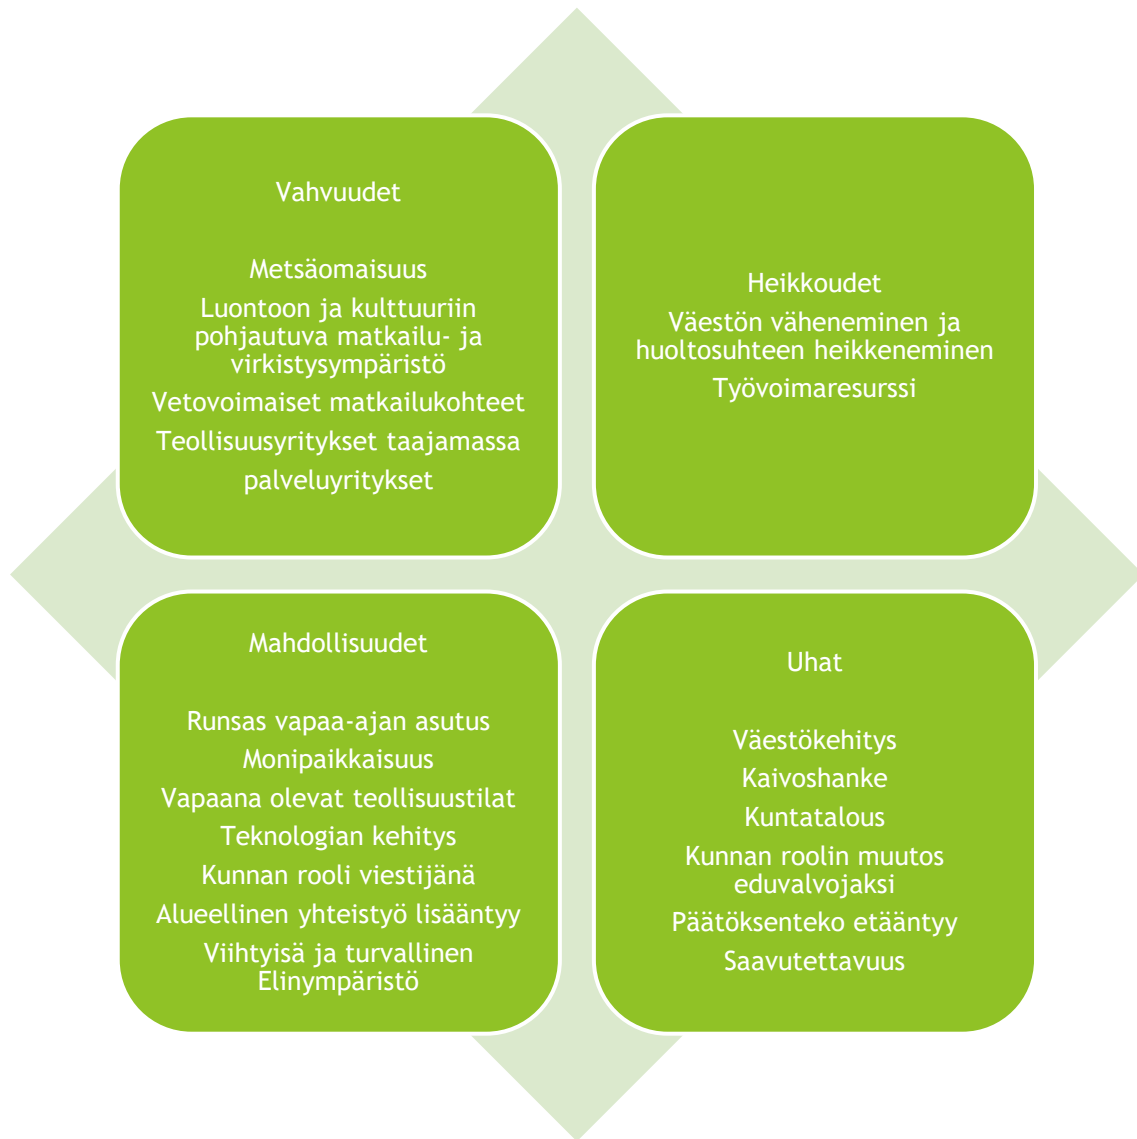 Vahvuudet
Metsäomaisuus
Luontoon ja kulttuuriin
pohjautuva matkailu- ja
virkistysympäristö
Vetovoimaiset matkailukohteet
Teollisuusyritykset taajamassa
palveluyritykset
Heikkoudet
Väestön väheneminen ja
huoltosuhteen heikkeneminen
Työvoimaresurssi
Mahdollisuudet
Runsas vapaa-ajan asutus
Monipaikkaisuus
Vapaana olevat teollisuustilat
Teknologian kehitys
Kunnan rooli viestijänä
Alueellinen yhteistyö lisääntyy
Viihtyisä ja turvallinen
Elinympäristö
Uhat
Väestökehitys
Kaivoshanke
Kuntatalous
Kunnan roolin muutos
eduvalvojaksi
Päätöksenteko etääntyy
Saavutettavuus